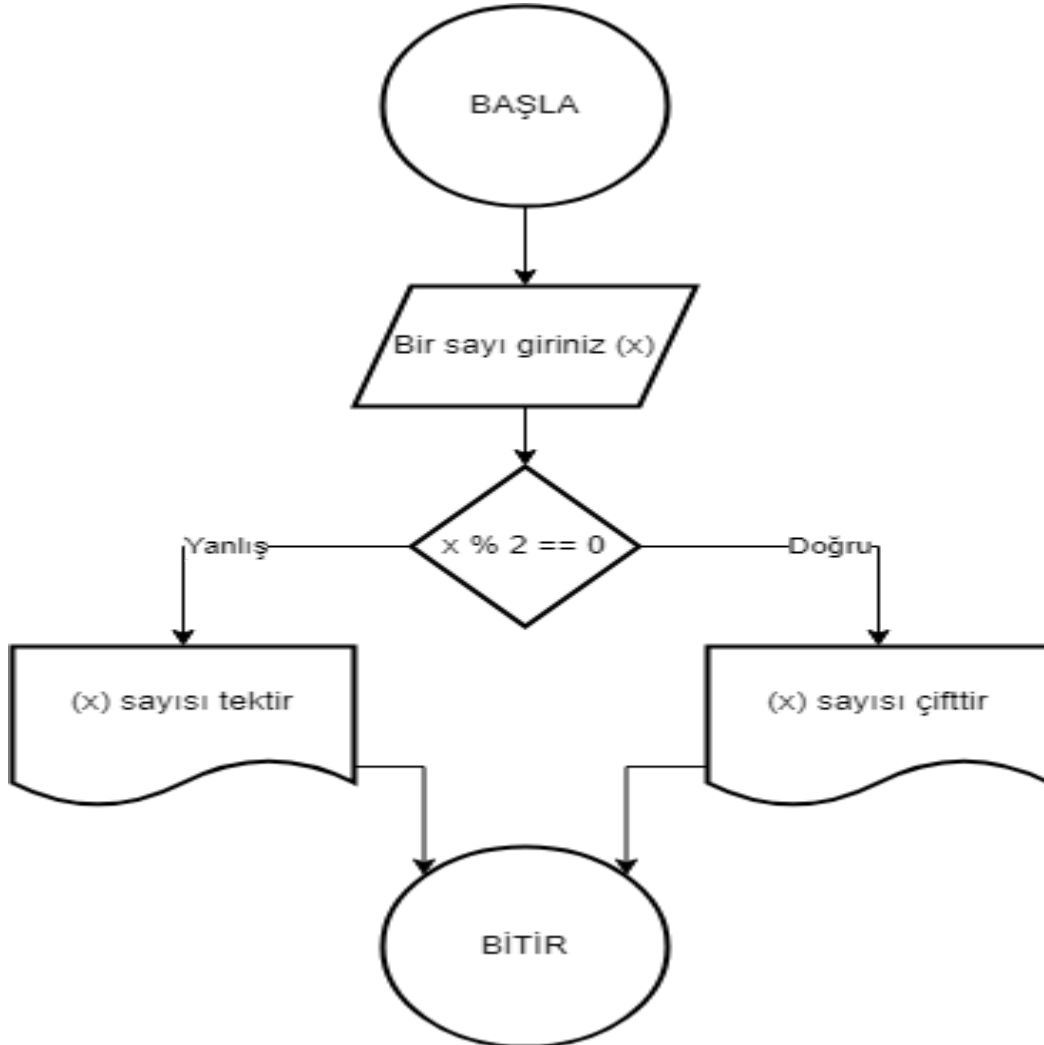 BAŞLA
Bir sayı giriniz (x)
x % 2 == 0
Yanlış
Doğru
(x) sayısı tektir
(x) sayısı çifttir
BİTİR